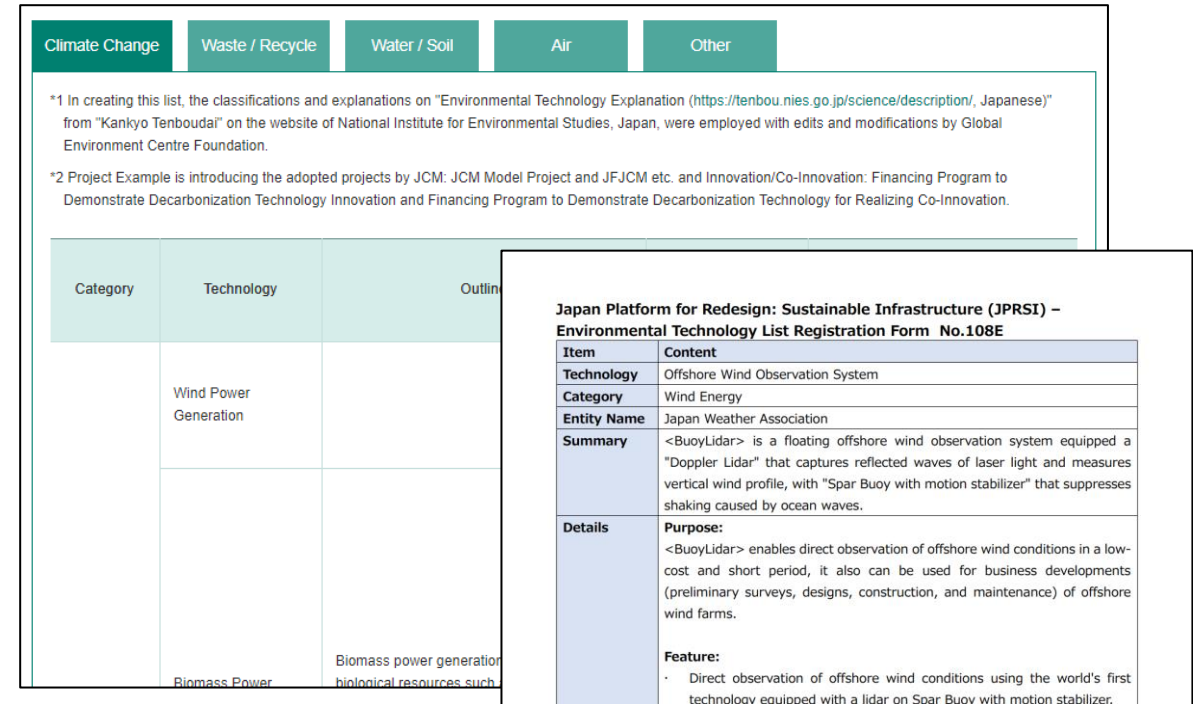 Climate Change
Waste / Recycle
Water / Soil
Air
Other
*1 In creating this list, the classifications and explanations on "Environmental Technology Explanation (https://tenbou.nies.go.jp/science/description/, Japanese)"
from "Kankyo Tenboudai" on the website of National Institute for Environmental Studies, Japan, were employed with edits and modifications by Global
Environment Centre Foundation.
*2 Project Example is introducing the adopted projects by JCM: JCM Model Project and JFJCM etc. and Innovation/Co-Innovation: Financing Program to
Demonstrate Decarbonization Technology Innovation and Financing Program to Demonstrate Decarbonization Technology for Realizing Co-Innovation.
Category
Technology
Outlin
Wind Power
Generation
Biomass power generation
Biomass Power
biological resources such
Japan Platform for Redesign: Sustainable Infrastructure (JPRSI) –
Environmental Technology List Registration Form No.108E
Item
Content
Technology
Offshore Wind Observation System
Category
Wind Energy
Entity Name
Japan Weather Association
Summary
<BuoyLidar> is a floating offshore wind observation system equipped a
"Doppler Lidar" that captures reflected waves of laser light and measures
vertical wind profile, with "Spar Buoy with motion stabilizer" that suppresses
shaking caused by ocean waves.
Details
Purpose:
<BuoyLidar> enables direct observation of offshore wind conditions in a low-
cost and short period, it also can be used for business developments
(preliminary surveys, designs, construction, and maintenance) of offshore
wind farms.
Feature:
· Direct observation of offshore wind conditions using the world's first
technology equipped with a lidar on Spar Buoy with motion stabilizer.